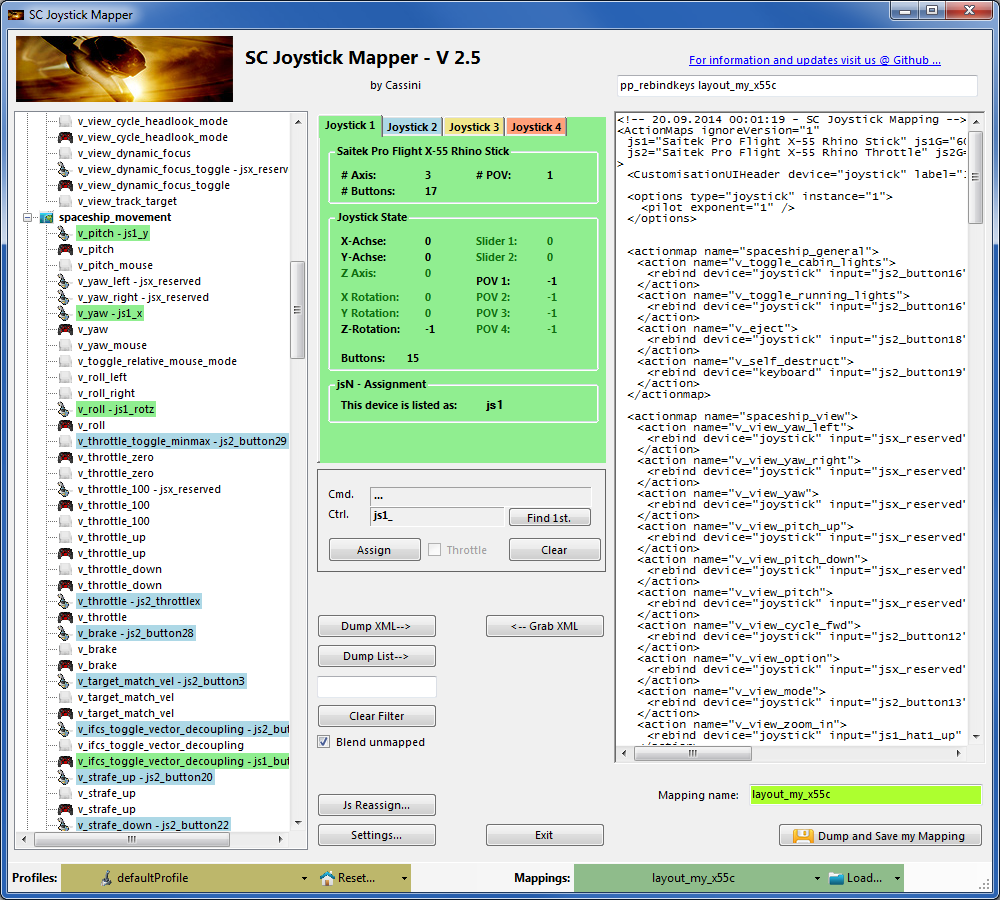 SC Joystick Mapper
SC Joystick Mapper - V 2.5
by Cassini
For information and updates visit us @ Github ...
pp_rebindkeys layout_my_x55c
v_view_cycle_headlook_mode
v_view_cycle_headlook_mode
v_view_dynamic_focus
v_view_dynamic_focus_toggle - jsx_reserv
v_view_dynamic_focus_toggle
v_view_track_target
spaceship_movement
v_pitch - js1_y
v_pitch
v_pitch_mouse
v_yaw_left - jsx_reserved
v_yaw_right - jsx_reserved
v_yaw - js1_x
v_yaw
v_yaw_mouse
v_toggle_relative_mouse_mode
v_roll_left
v_roll_right
v_roll - js1_rotz
v_roll
v_throttle_toggle_minmax - js2_button29
v_throttle_zero
v_throttle_zero
v_throttle_100 - jsx_reserved
v_throttle_100
v_throttle_100
v_throttle_up
v_throttle_up
v_throttle_down
v_throttle_down
v_throttle - js2_throttlex
v_throttle
v_brake - js2_button28
v_brake
v_brake
v_target_match_vel - js2_button3
v_target_match_vel
v_target_match_vel
v_ifcs_toggle_vector_decoupling - js2_but
v_ifcs_toggle_vector_decoupling
v_ifcs_toggle_vector_decoupling - js1_but
v_strafe_up - js2_button20
v_strafe_up
v_strafe_up
v_strafe_down - js2_button22
Joystick 1 Joystick 2 Joystick 3 Joystick 4
Saitek Pro Flight X-55 Rhino Stick
# Axis: 3 # POV: 1
# Buttons: 17
Joystick State
X-Achse: 0 Slider 1: 0
Y-Achse: 0 Slider 2: 0
Z Axis: 0
POV 1: -1
X Rotation: 0 POV 2: -1
Y Rotation: 0 POV 3: -1
Z-Rotation: -1 POV 4: -1
Buttons: 15
jsN - Assignment
This device is listed as: js1
Cmd. ...
Ctrl. js1_ Find 1st.
Assign Throttle Clear
Dump XML--> <-- Grab XML
Dump List-->
Clear Filter
Blend unmapped
Js Reassign...
Settings... Exit
<!-- 20.09.2014 00:01:19 - SC Joystick Mapping -->
<ActionMaps ignoreVersion="1"
js1="Saitek Pro Flight X-55 Rhino Stick" js1G="6
js2="Saitek Pro Flight X-55 Rhino Throttle" js2G=
>
<CustomisationUIHeader device="joystick" label=
<options type="joystick" instance="1">
<pilot exponent="1" />
</options>
<actionmap name="spaceship_general">
<action name="v_toggle_cabin_lights">
<rebind device="joystick" input="js2_button16"
</action>
<action name="v_toggle_running_lights">
<rebind device="joystick" input="js2_button16"
</action>
<action name="v_eject">
<rebind device="joystick" input="js2_button18"
</action>
<action name="v_self_destruct">
<rebind device="keyboard" input="js2_button19"
</action>
</actionmap>
<actionmap name="spaceship_view">
<action name="v_view_yaw_left">
<rebind device="joystick" input="jsx_reserved"
</action>
<action name="v_view_yaw_right">
<rebind device="joystick" input="jsx_reserved"
</action>
<action name="v_view_yaw">
<rebind device="joystick" input="jsx_reserved"
</action>
<action name="v_view_pitch_up">
<rebind device="joystick" input="jsx_reserved"
</action>
<action name="v_view_pitch_down">
<rebind device="joystick" input="jsx_reserved"
</action>
<action name="v_view_pitch">
<rebind device="joystick" input="jsx_reserved"
</action>
<action name="v_view_cycle_fwd">
<rebind device="joystick" input="js2_button12"
</action>
<action name="v_view_option">
<rebind device="joystick" input="jsx_reserved"
</action>
<action name="v_view_mode">
<rebind device="joystick" input="js2_button13"
</action>
<action name="v_view_zoom_in">
<rebind device="joystick" input="js1_hat1_up"
Mapping name: layout_my_x55c
Dump and Save my Mapping
Profiles: defaultProfile Reset... Mappings: layout_my_x55c Load...